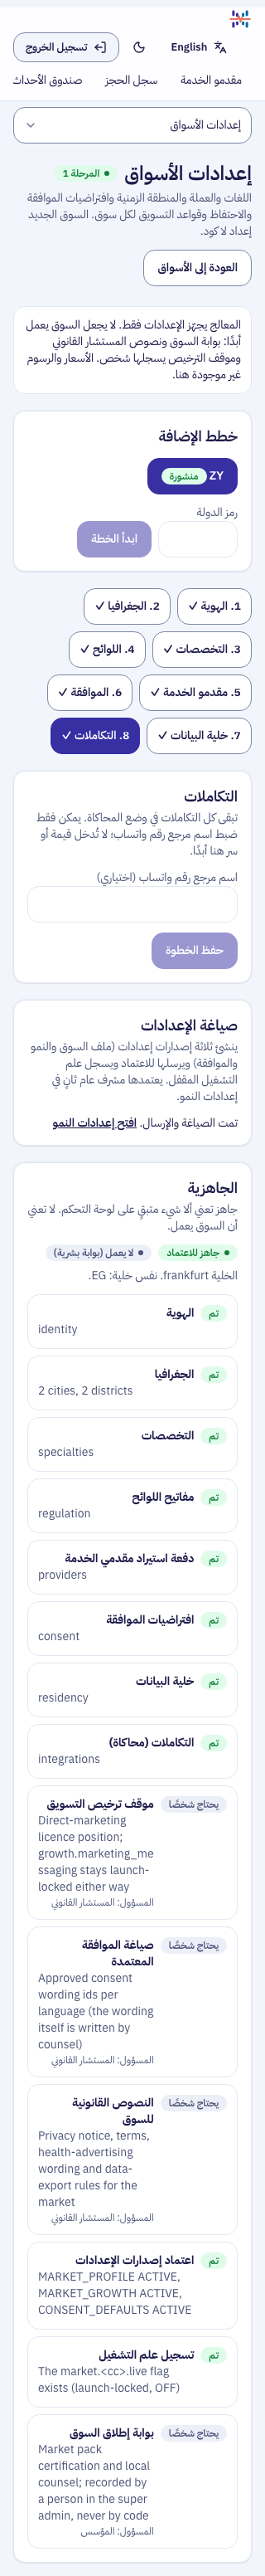 English
تسجيل الخروج
مقدمو الخدمة
سجل الحجز
صندوق الأحداث
إعدادات الأسواق
إعدادات الأسواق
المرحلة 1
اللغات والعملة والمنطقة الزمنية وافتراضيات الموافقة
والاحتفاظ وقواعد التسويق لكل سوق. السوق الجديد
إعداد لا كود.
العودة إلى الأسواق
المعالج يجهّز الإعدادات فقط. لا يجعل السوق يعمل
أبدًا: بوابة السوق ونصوص المستشار القانوني
وموقف الترخيص يسجلها شخص. الأسعار والرسوم
غير موجودة هنا.
خطط الإضافة
ZY منشورة
رمز الدولة
ابدأ الخطة
1. الهوية ✓
2. الجغرافيا ✓
3. التخصصات ✓
4. اللوائح ✓
5. مقدمو الخدمة ✓
6. الموافقة ✓
7. خلية البيانات ✓
8. التكاملات ✓
التكاملات
تبقى كل التكاملات في وضع المحاكاة. يمكن فقط
ضبط اسم مرجع رقم واتساب؛ لا تُدخل قيمة أو
سر هنا أبدًا.
اسم مرجع رقم واتساب (اختياري)
حفظ الخطوة
صياغة الإعدادات
ينشئ ثلاثة إصدارات إعدادات (ملف السوق والنمو
والموافقة) ويرسلها للاعتماد ويسجل علم
التشغيل المقفل. يعتمدها مشرف عام ثانٍ في
إعدادات النمو.
تمت الصياغة والإرسال. افتح إعدادات النمو
الجاهزية
جاهز تعني ألا شيء متبقٍ على لوحة التحكم. لا تعني
أن السوق يعمل.
جاهز للاعتماد
لا يعمل (بوابة بشرية)
الخلية frankfurt. نفس خلية: EG.
تم
الهوية
identity
تم
الجغرافيا
2 cities, 2 districts
تم
التخصصات
specialties
تم
مفاتيح اللوائح
regulation
تم
دفعة استيراد مقدمي الخدمة
providers
تم
افتراضيات الموافقة
consent
تم
خلية البيانات
residency
تم
التكاملات (محاكاة)
integrations
يحتاج شخصًا
موقف ترخيص التسويق
Direct-marketing
licence position;
growth.marketing_me
ssaging stays launch-
locked either way
المسؤول: المستشار القانوني
يحتاج شخصًا
صياغة الموافقة
المعتمدة
Approved consent
wording ids per
language (the wording
itself is written by
counsel)
المسؤول: المستشار القانوني
يحتاج شخصًا
النصوص القانونية
للسوق
Privacy notice, terms,
health-advertising
wording and data-
export rules for the
market
المسؤول: المستشار القانوني
تم
اعتماد إصدارات الإعدادات
MARKET_PROFILE ACTIVE,
MARKET_GROWTH ACTIVE,
CONSENT_DEFAULTS ACTIVE
تم
تسجيل علم التشغيل
The market.<cc>.live flag
exists (launch-locked, OFF)
يحتاج شخصًا
بوابة إطلاق السوق
Market pack
certification and local
counsel; recorded by
a person in the super
admin, never by code
المسؤول: المؤسس